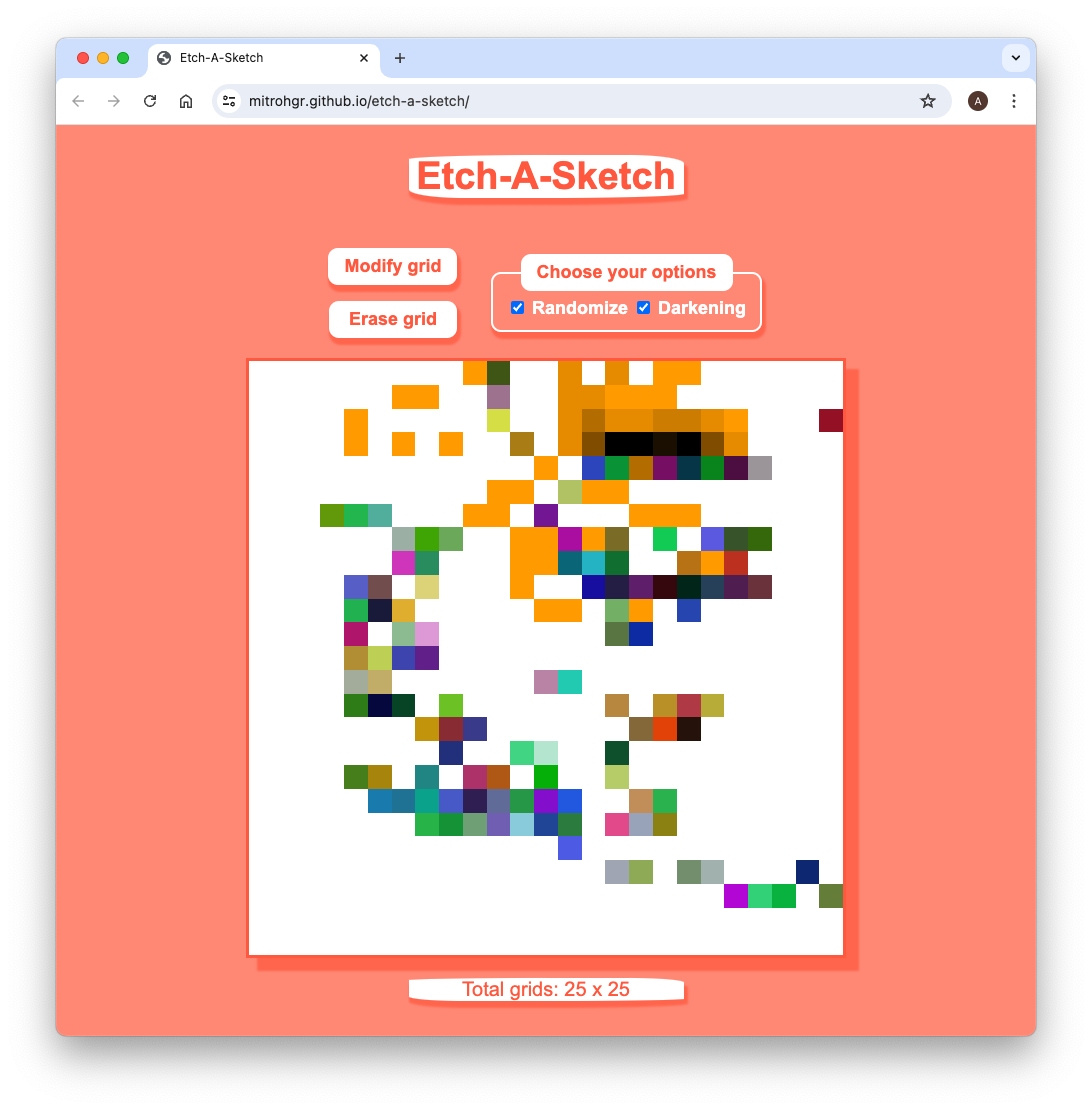 Etch-A-Sketch
mitrohgr.github.io/etch-a-sketch/
A
Etch-A-Sketch
Modify grid
Choose your options
Randomize Darkening
Erase grid
Total grids: 25 x 25